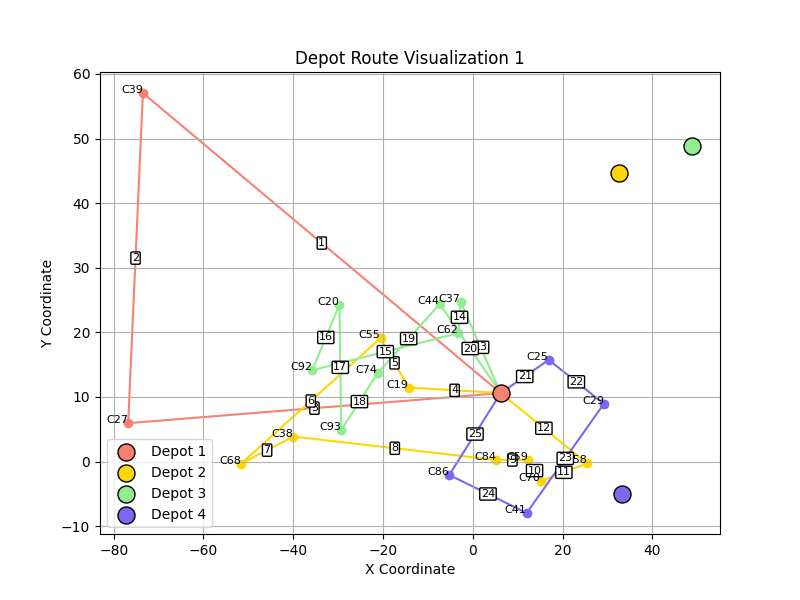 Depot Route Visualization 1
Y Coordinate
60
50
40
30
20
10
0
−10
C39
1
2
C20
C44
C37
14
C62
16
C55
19
20
13
15
C25
5
C92
17
C74
21
22
C19
4
6
3
18
C29
C27
C93
12
C38
25
7
8
C68
C84
9
C59
23
C58
10
11
C86
C70
24
C41
Depot 1
Depot 2
Depot 3
Depot 4
−80
−60
−40
−20
0
20
40
X Coordinate